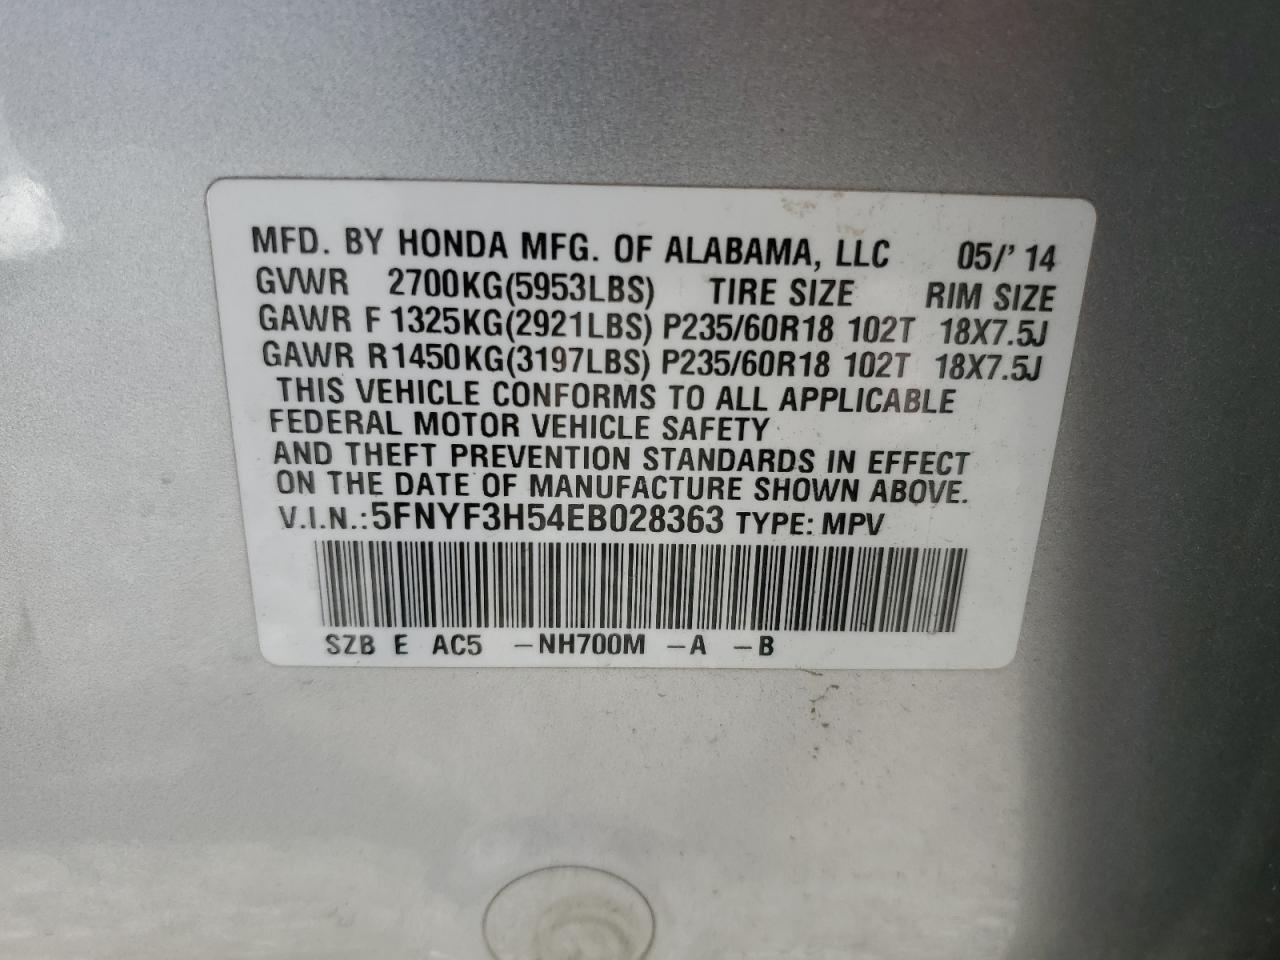 MFD. BY HONDA MFG. OF ALABAMA, LLC 05/' 14
GVWR 2700KG(5953LBS) TIRE SIZE RIM SIZE
GAWR F 1325KG(2921LBS) P235/60R18 102T 18X7.5J
GAWR R 1450KG(3197LBS) P235/60R18 102T 18X7.5J
THIS VEHICLE CONFORMS TO ALL APPLICABLE
FEDERAL MOTOR VEHICLE SAFETY
AND THEFT PREVENTION STANDARDS IN EFFECT
ON THE DATE OF MANUFACTURE SHOWN ABOVE.
V.I.N.: 5FNYF3H54EB028363 TYPE: MPV
SZB E AC5 -NH700M -A -B